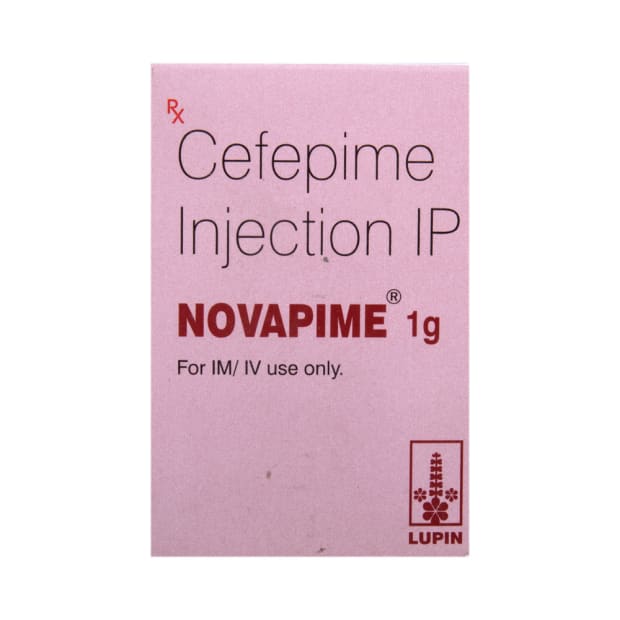 Rx
Cefepime
Injection IP
NOVAPIME® 1g
For IM/ IV use only.
LUPIN